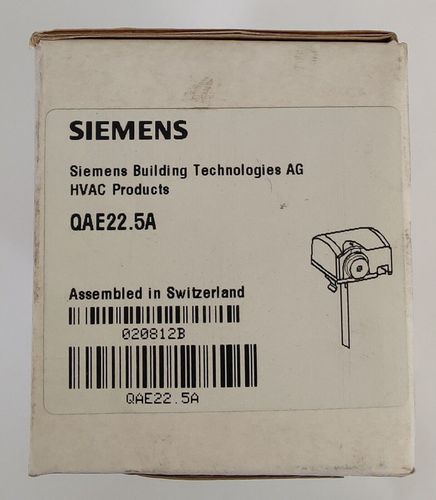 SIEMENS
Siemens Building Technologies AG
HVAC Products
QAE22.5A
Assembled in Switzerland
020812B
QAE22.5A